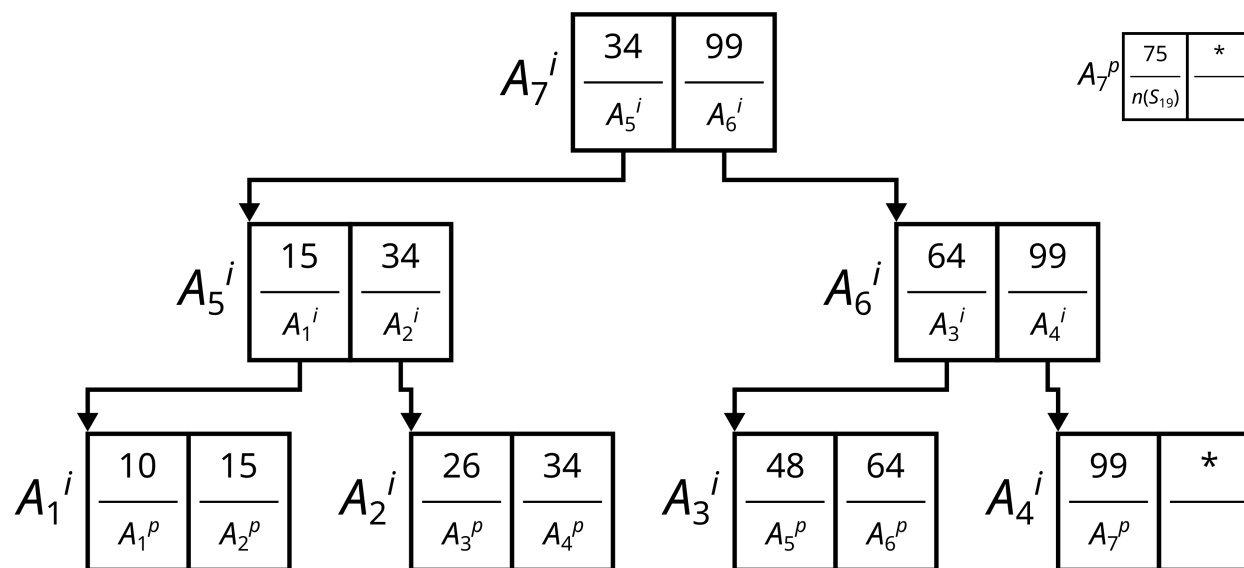 34 99
A₇ⁱ
A₅ⁱ A₆ⁱ
75 *
A₇ᵖ
n(S₁₉)
15 34
A₅ⁱ
A₁ⁱ A₂ⁱ
64 99
A₆ⁱ
A₃ⁱ A₄ⁱ
10 15
A₁ⁱ
A₁ᵖ A₂ᵖ
26 34
A₂ⁱ
A₃ᵖ A₄ᵖ
48 64
A₃ⁱ
A₅ᵖ A₆ᵖ
99 *
A₄ⁱ
A₇ᵖ